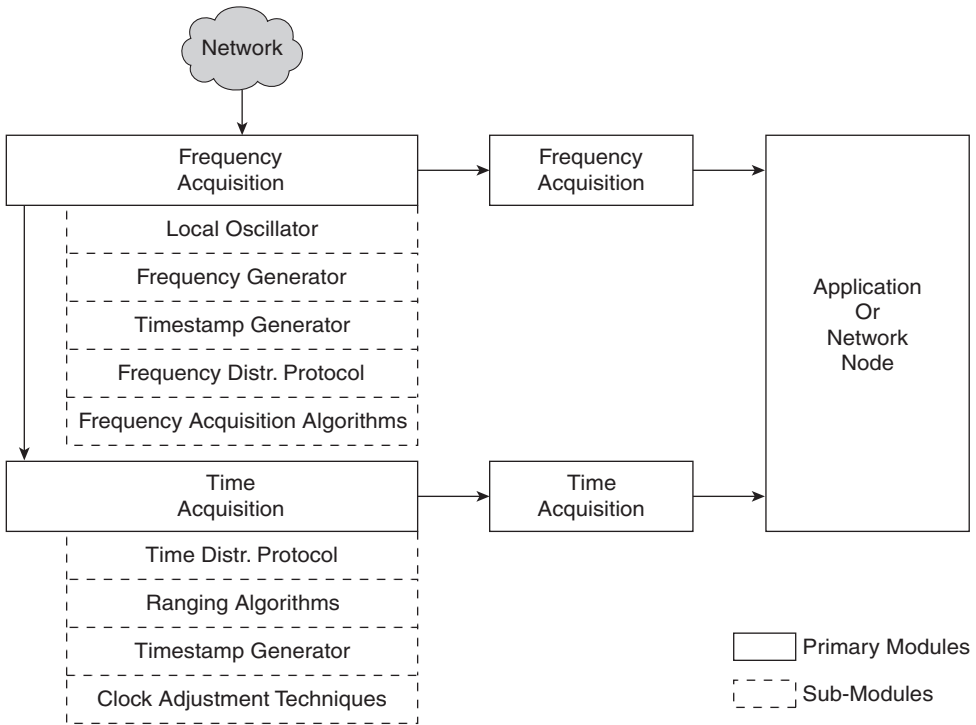 Network
Frequency
Acquisition
Frequency
Acquisition
Local Oscillator
Frequency Generator
Timestamp Generator
Frequency Distr. Protocol
Frequency Acquisition Algorithms
Application
Or
Network
Node
Time
Acquisition
Time
Acquisition
Time Distr. Protocol
Ranging Algorithms
Timestamp Generator
Clock Adjustment Techniques
Primary Modules
Sub-Modules